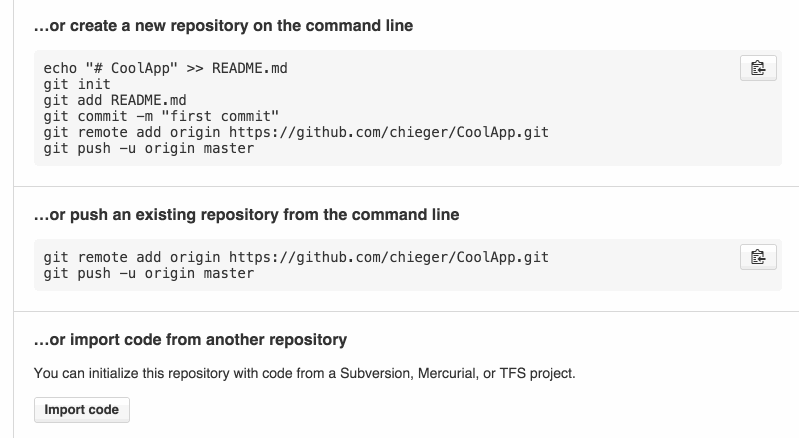 …or create a new repository on the command line
echo "# CoolApp" >> README.md
git init
git add README.md
git commit -m "first commit"
git remote add origin https://github.com/chieger/CoolApp.git
git push -u origin master
…or push an existing repository from the command line
git remote add origin https://github.com/chieger/CoolApp.git
git push -u origin master
…or import code from another repository
You can initialize this repository with code from a Subversion, Mercurial, or TFS project.
Import code